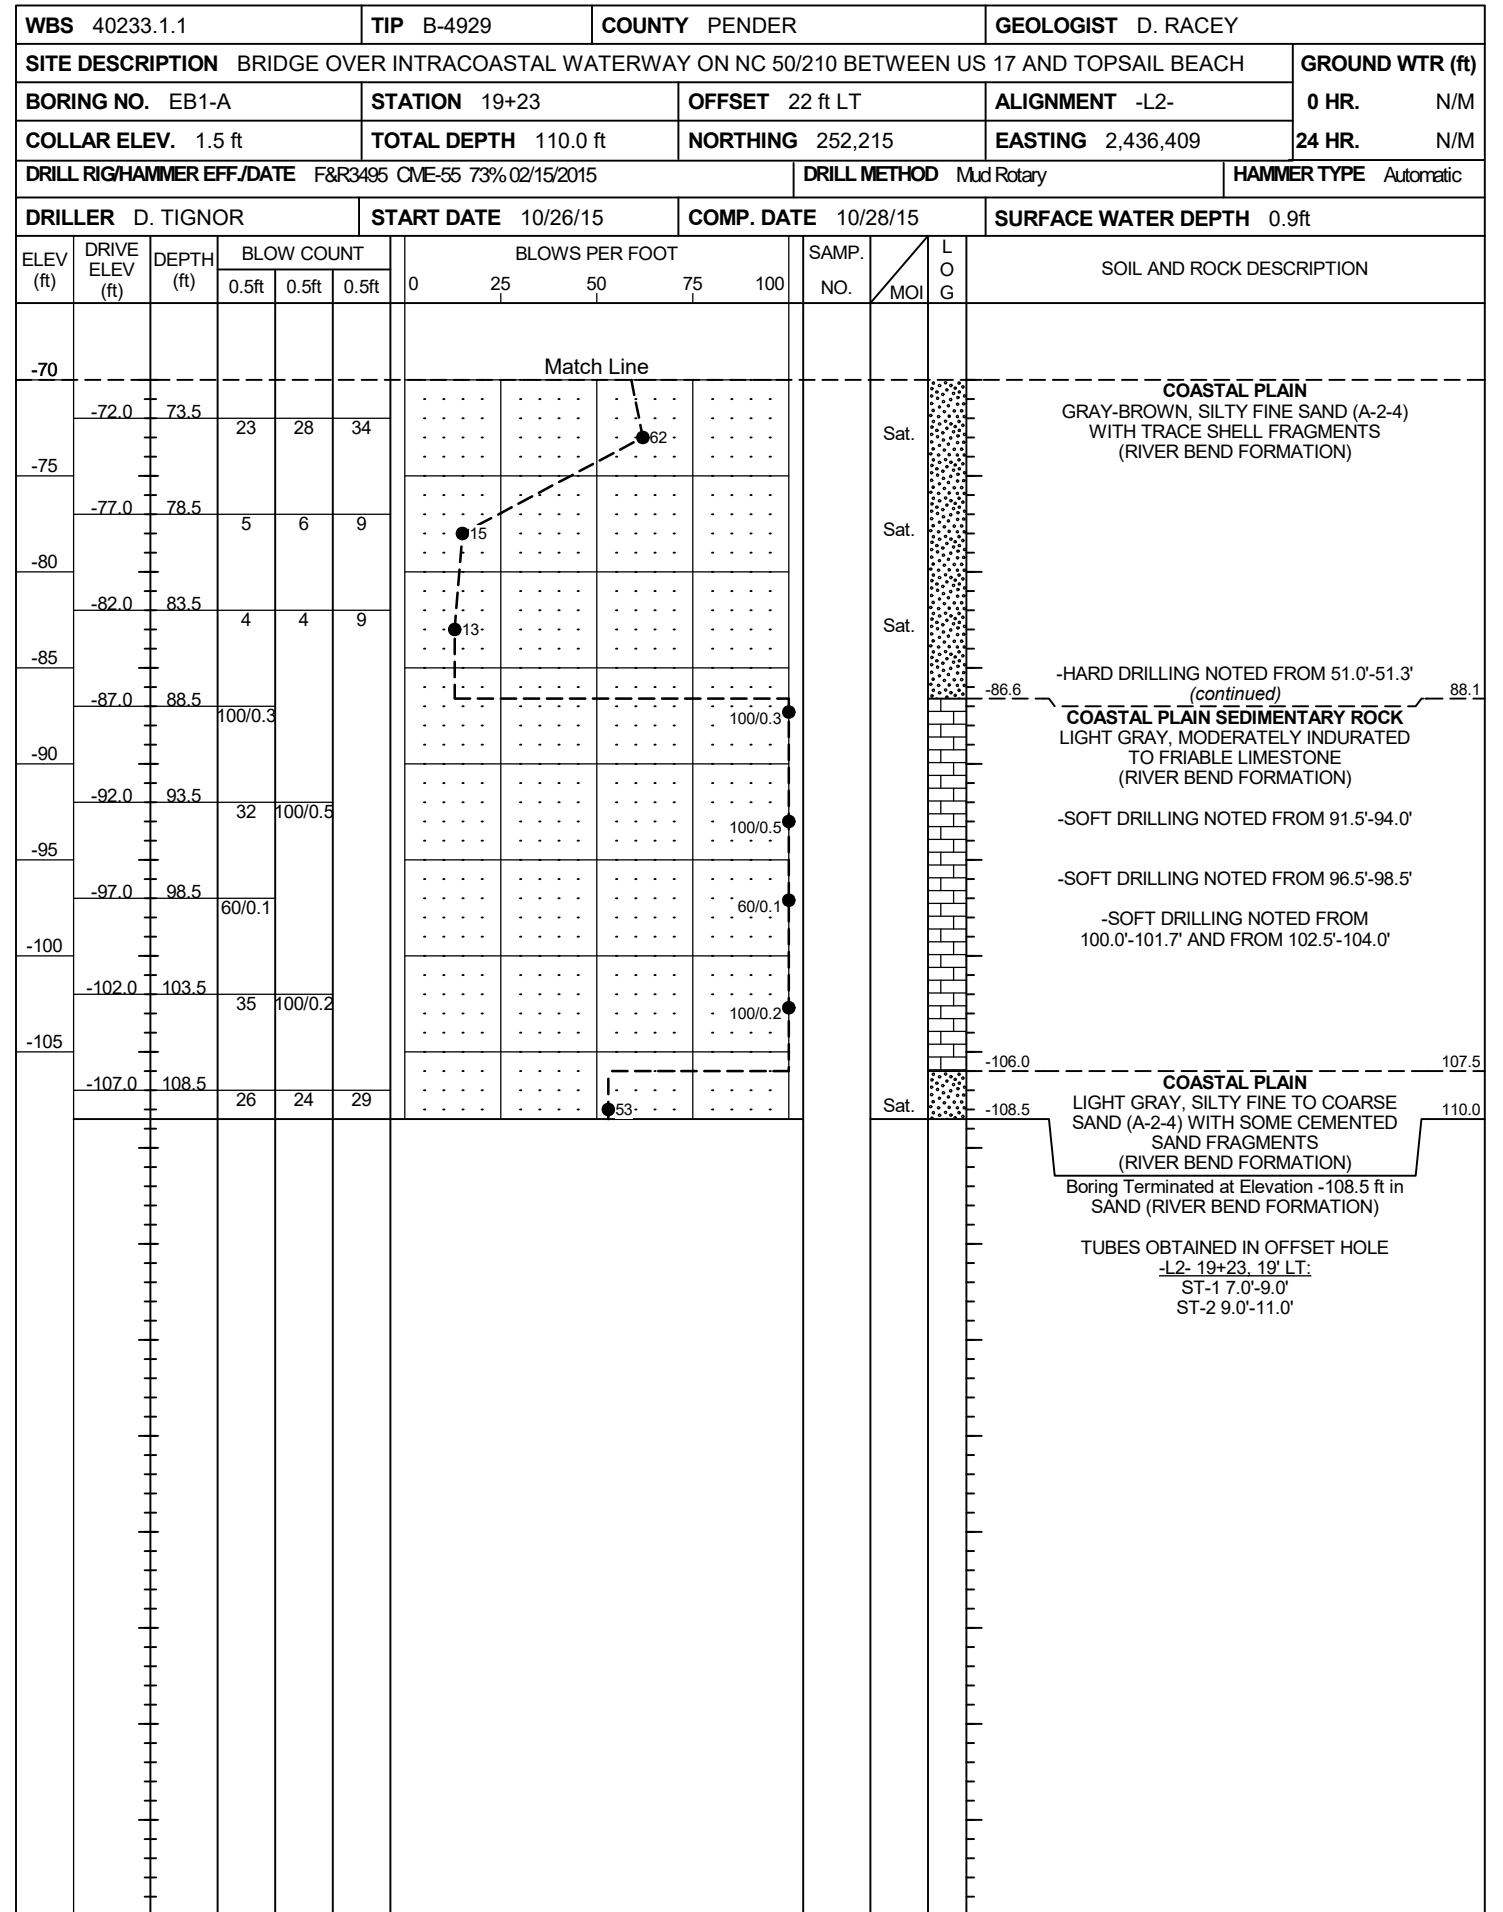 WBS 40233.1.1 TIP B-4929 COUNTY PENDER GEOLOGIST D. RACEY
SITE DESCRIPTION BRIDGE OVER INTRACOASTAL WATERWAY ON NC 50/210 BETWEEN US 17 AND TOPSAIL BEACH GROUND WTR (ft)
BORING NO. EB1-A STATION 19+23 OFFSET 22 ft LT ALIGNMENT -L2- 0 HR. N/M
COLLAR ELEV. 1.5 ft TOTAL DEPTH 110.0 ft NORTHING 252,215 EASTING 2,436,409 24 HR. N/M
DRILL RIG/HAMMER EFF./DATE F&R3495 CME-55 73% 02/15/2015 DRILL METHOD Mud Rotary HAMMER TYPE Automatic
DRILLER D. TIGNOR START DATE 10/26/15 COMP. DATE 10/28/15 SURFACE WATER DEPTH 0.9ft
ELEV (ft) DRIVE ELEV (ft) DEPTH (ft) BLOW COUNT BLOWS PER FOOT SAMP. NO. MOI LOG SOIL AND ROCK DESCRIPTION
0.5ft 0.5ft 0.5ft 0 25 50 75 100
Match Line
-70
COASTAL PLAIN
-72.0 73.5 GRAY-BROWN, SILTY FINE SAND (A-2-4)
23 28 34 62 Sat. WITH TRACE SHELL FRAGMENTS
(RIVER BEND FORMATION)
-75
-77.0 78.5
5 6 9 15 Sat.
-80
-82.0 83.5
4 4 9 13 Sat.
-85
-HARD DRILLING NOTED FROM 51.0'-51.3'
-86.6 (continued) 88.1
-87.0 88.5
100/0.3 100/0.3 COASTAL PLAIN SEDIMENTARY ROCK
LIGHT GRAY, MODERATELY INDURATED
-90 TO FRIABLE LIMESTONE
(RIVER BEND FORMATION)
-92.0 93.5
32 100/0.5 100/0.5 -SOFT DRILLING NOTED FROM 91.5'-94.0'
-95
-SOFT DRILLING NOTED FROM 96.5'-98.5'
-97.0 98.5
60/0.1 60/0.1
-SOFT DRILLING NOTED FROM
-100 100.0'-101.7' AND FROM 102.5'-104.0'
-102.0 103.5
35 100/0.2 100/0.2
-105
-106.0 107.5
-107.0 108.5 COASTAL PLAIN
26 24 29 53 Sat. LIGHT GRAY, SILTY FINE TO COARSE
-108.5 110.0
SAND (A-2-4) WITH SOME CEMENTED
SAND FRAGMENTS
(RIVER BEND FORMATION)
Boring Terminated at Elevation -108.5 ft in
SAND (RIVER BEND FORMATION)
TUBES OBTAINED IN OFFSET HOLE
-L2- 19+23, 19' LT:
ST-1 7.0'-9.0'
ST-2 9.0'-11.0'